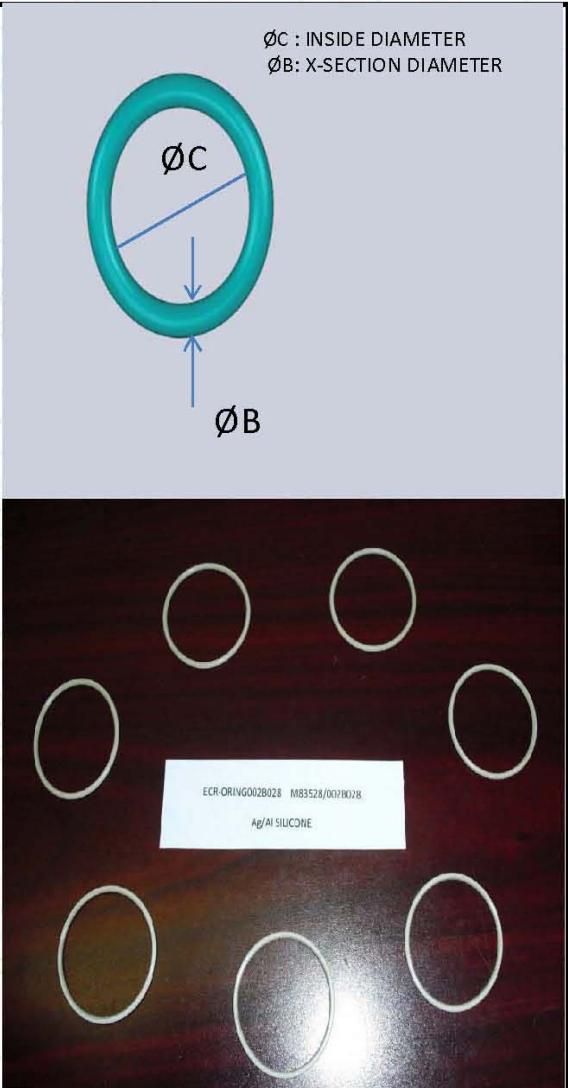 ØC : INSIDE DIAMETER
ØB: X-SECTION DIAMETER
ØC
ØB
ECR-ORING002B028 M83528/002B028
Ag/Al SILICONE